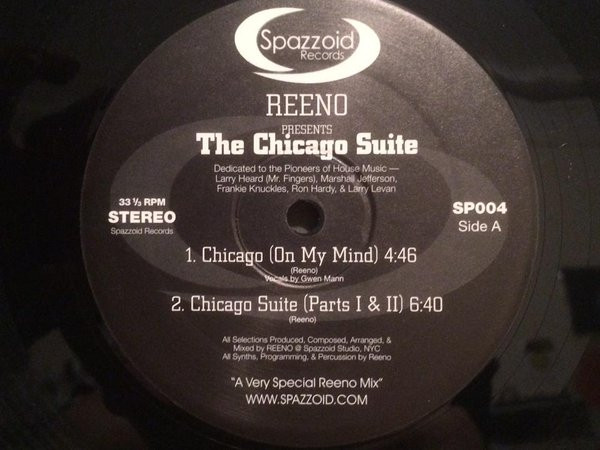 Spazzoid
Records
REENO
PRESENTS
The Chicago Suite
Dedicated to the Pioneers of House Music —
Larry Heard (Mr. Fingers), Marshall Jefferson,
Frankie Knuckles, Ron Hardy, & Larry Levan
33 ⅓ RPM
STEREO
Spazzoid Records
SP004
Side A
1. Chicago (On My Mind) 4:46
(Reeno)
Vocals by Gwen Mann
2. Chicago Suite (Parts I & II) 6:40
(Reeno)
All Selections Produced, Composed, Arranged, &
Mixed by REENO @ Spazzoid Studio, NYC
All Synths, Programming, & Percussion by Reeno
"A Very Special Reeno Mix"
WWW.SPAZZOID.COM